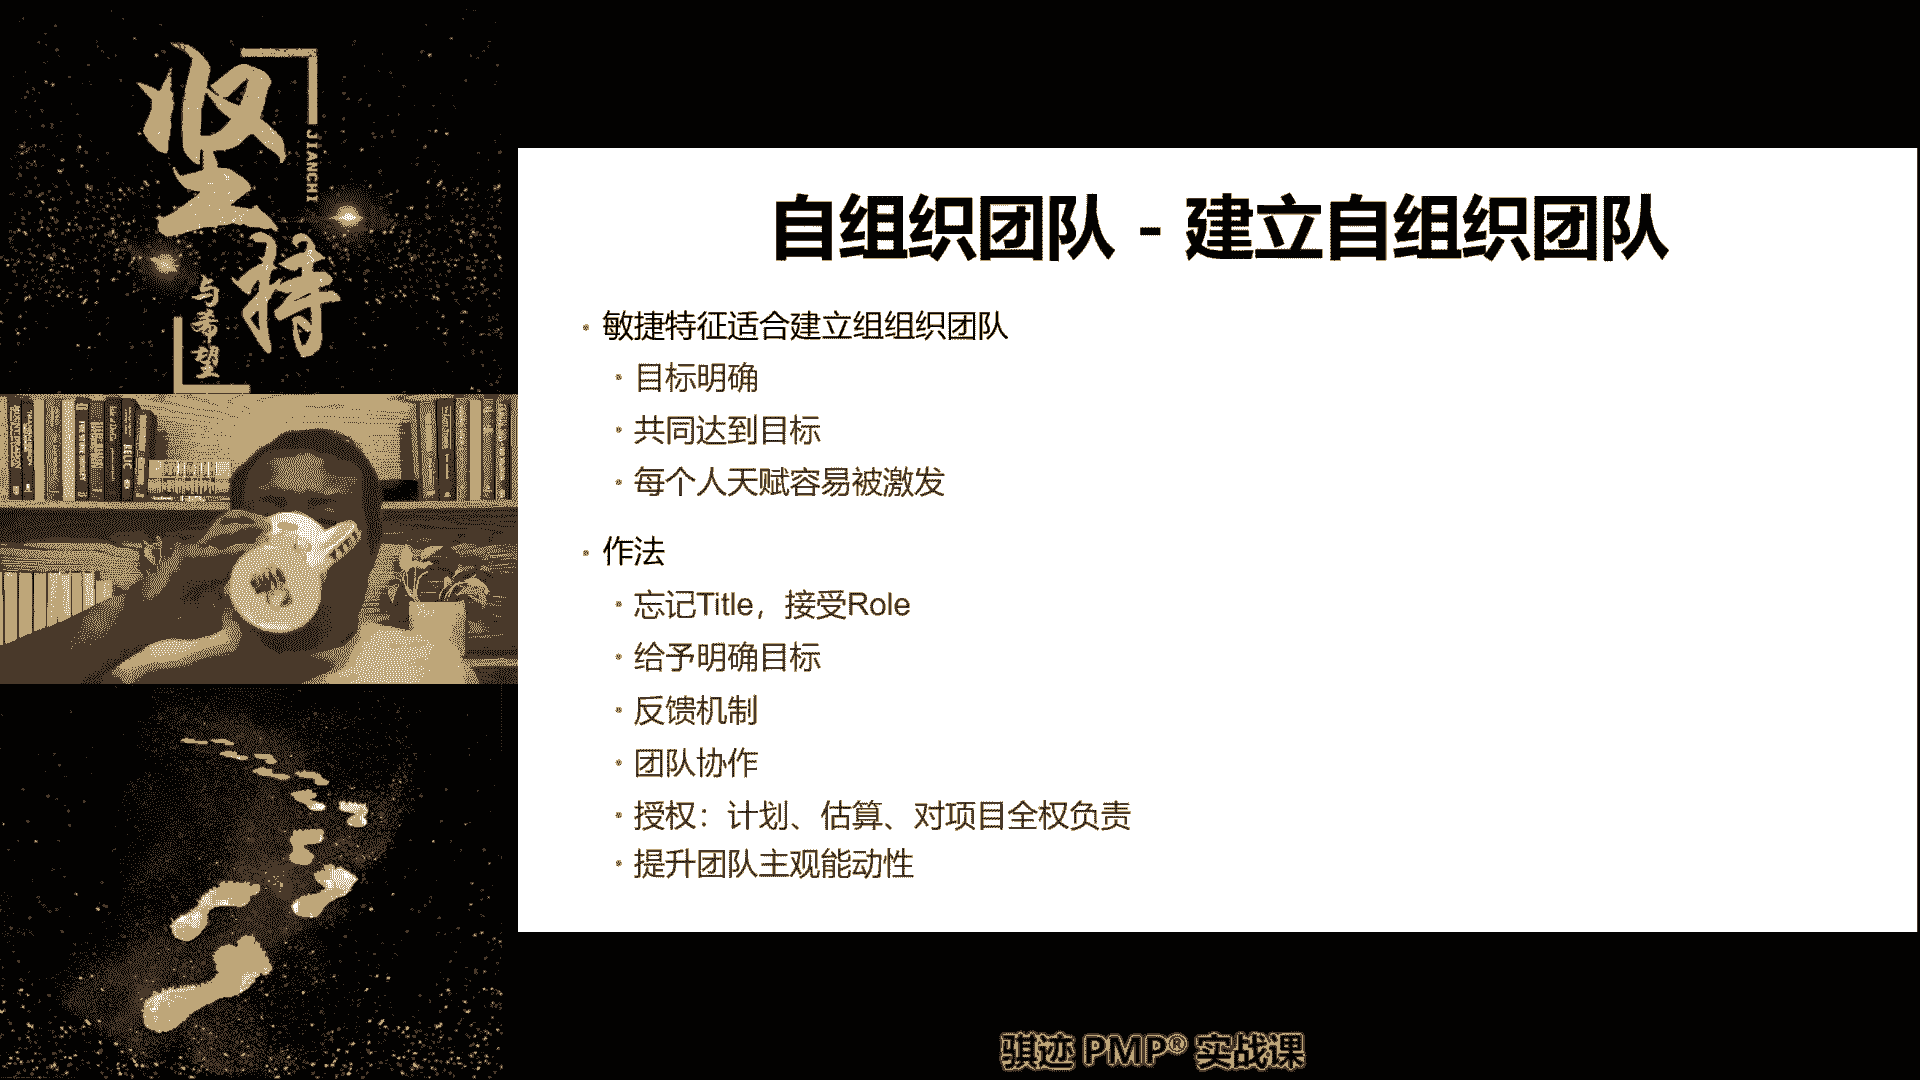 坚持
JIANCHI
与希望
自组织团队 - 建立自组织团队
• 敏捷特征适合建立组组织团队
• 目标明确
• 共同达到目标
• 每个人天赋容易被激发
• 作法
• 忘记Title，接受Role
• 给予明确目标
• 反馈机制
• 团队协作
• 授权：计划、估算、对项目全权负责
• 提升团队主观能动性
骐迹 PMP® 实战课